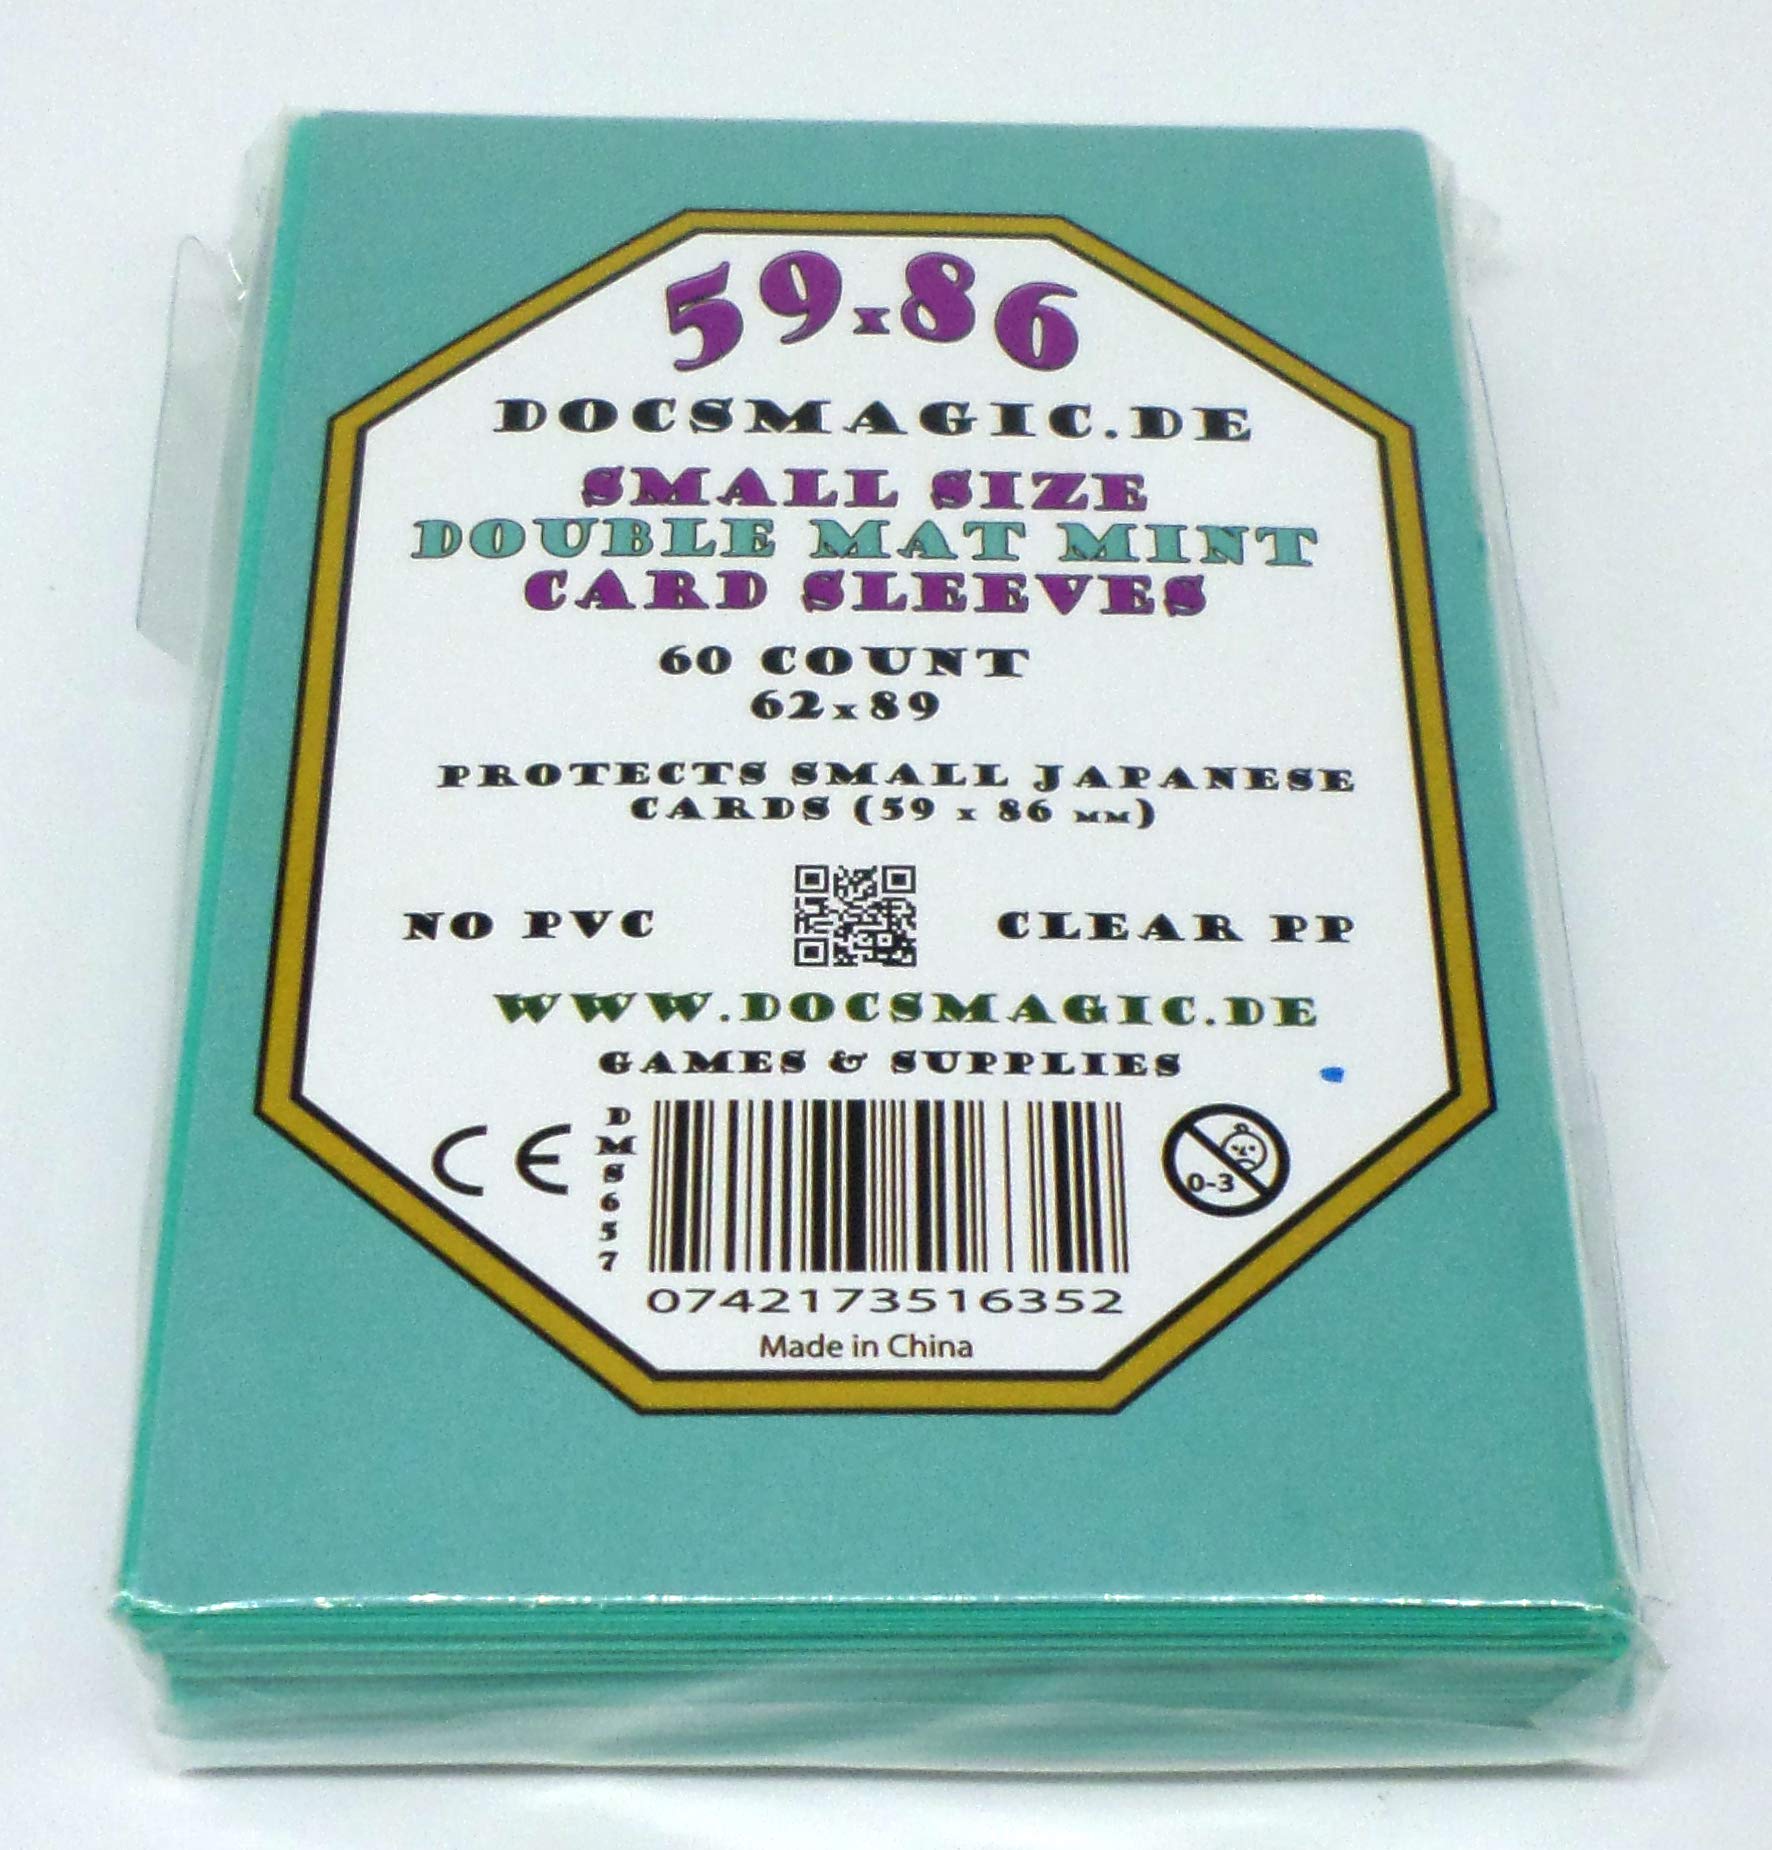 59x86
DOCSMAGIC.DE
SMALL SIZE
DOUBLE MAT MINT
CARD SLEEVES
60 COUNT
62x89
PROTECTS SMALL JAPANESE
CARDS (59 x 86 MM)
NO PVC CLEAR PP
WWW.DOCSMAGIC.DE
GAMES & SUPPLIES
CE
DMS657
0-3
0742173516352
Made in China